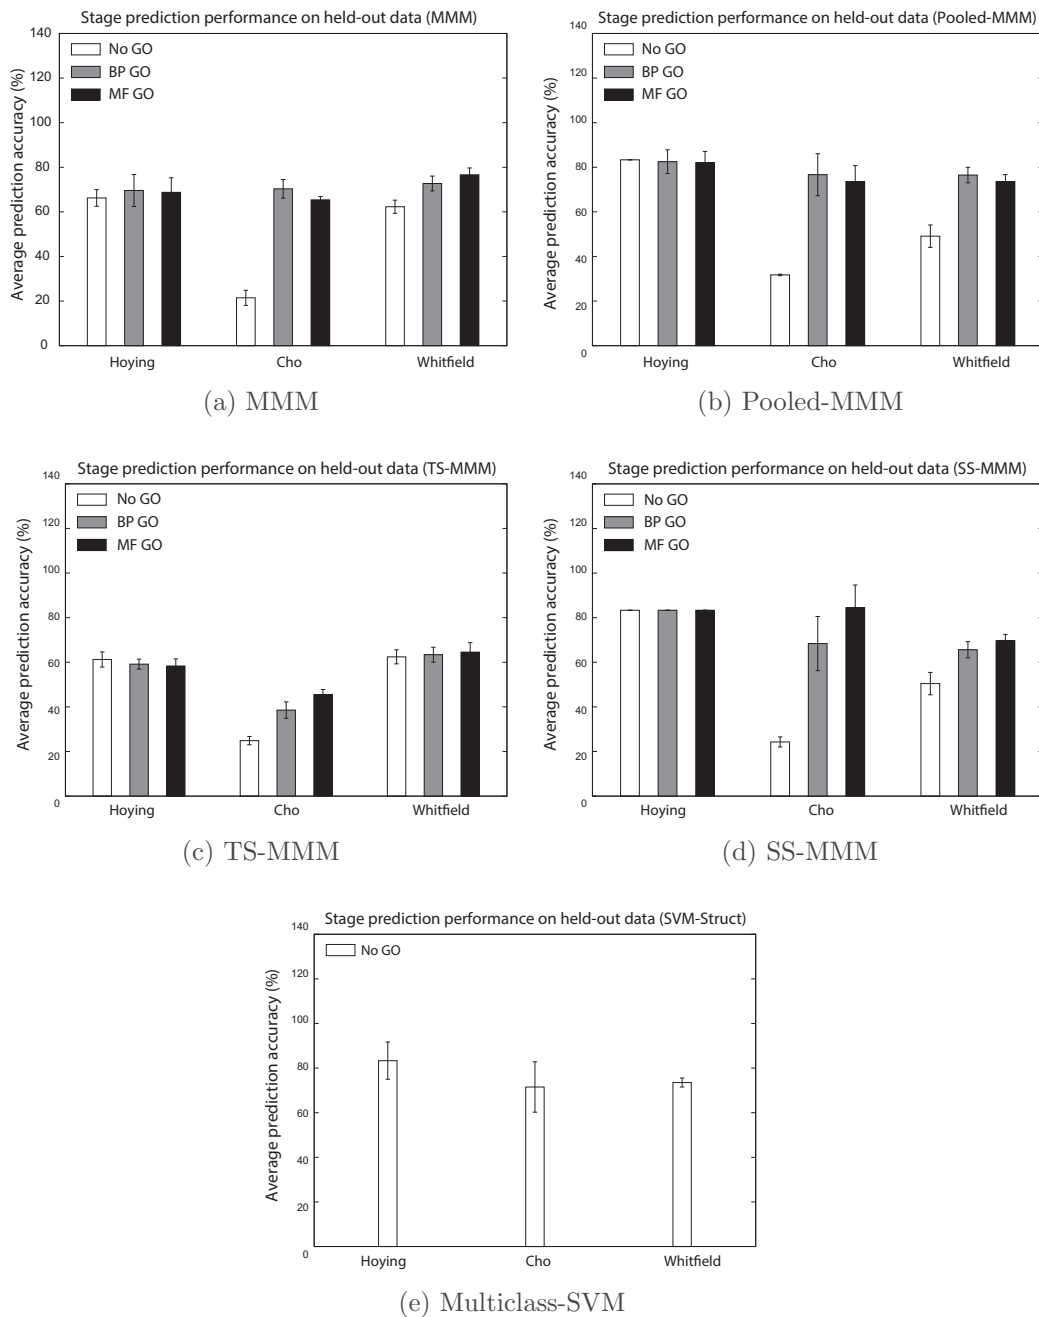 Stage prediction performance on held-out data (MMM)
140
120
100
80
60
40
20
0
Average prediction accuracy (%)
No GO
BP GO
MF GO
Hoying Cho Whitfield
(a) MMM
Stage prediction performance on held-out data (Pooled-MMM)
140
120
100
80
60
40
20
0
Average prediction accuracy (%)
No GO
BP GO
MF GO
Hoying Cho Whitfield
(b) Pooled-MMM
Stage prediction performance on held-out data (TS-MMM)
140
120
100
80
60
40
20
0
Average prediction accuracy (%)
No GO
BP GO
MF GO
Hoying Cho Whitfield
(c) TS-MMM
Stage prediction performance on held-out data (SS-MMM)
140
120
100
80
60
40
20
0
Average prediction accuracy (%)
No GO
BP GO
MF GO
Hoying Cho Whitfield
(d) SS-MMM
Stage prediction performance on held-out data (SVM-Struct)
140
120
100
80
60
40
20
0
Average prediction accuracy (%)
No GO
Hoying Cho Whitfield
(e) Multiclass-SVM